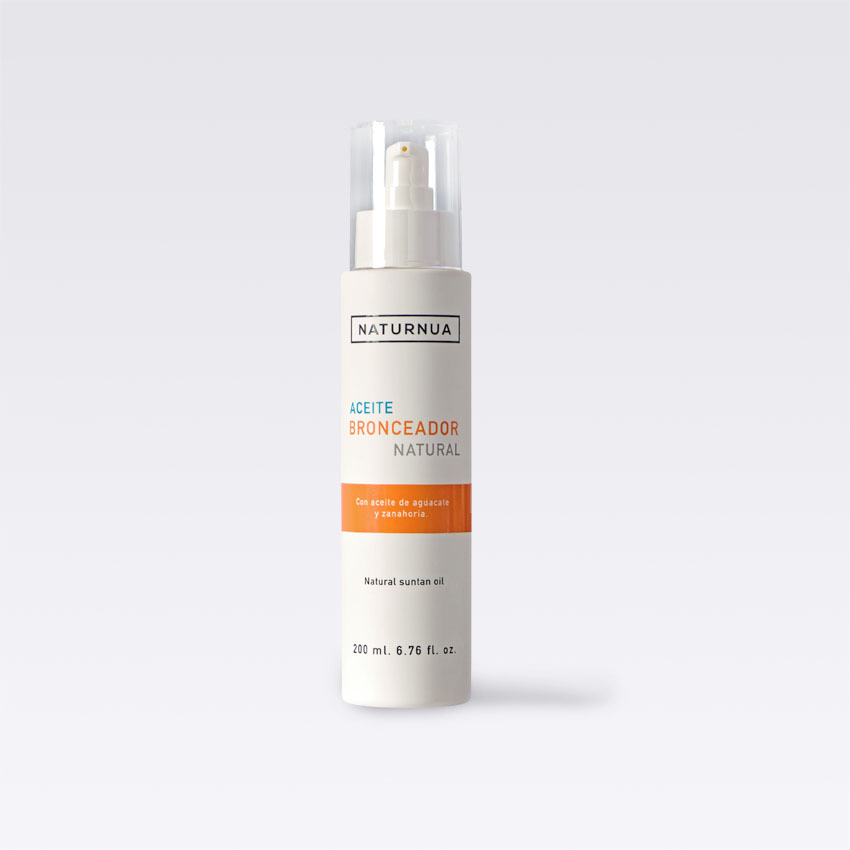 NATURNUA
ACEITE
BRONCEADOR
NATURAL
Con aceite de aguacate
y zanahoria.
Natural suntan oil
200 ml. 6.76 fl. oz.